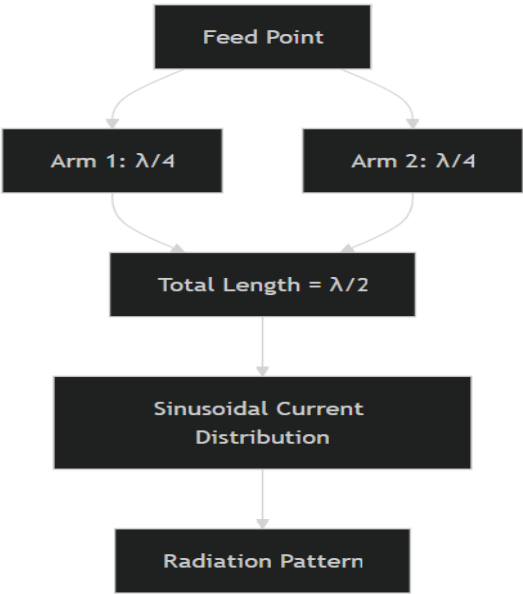 Feed Point
Arm 1: λ/4
Arm 2: λ/4
Total Length = λ/2
Sinusoidal Current
Distribution
Radiation Pattern